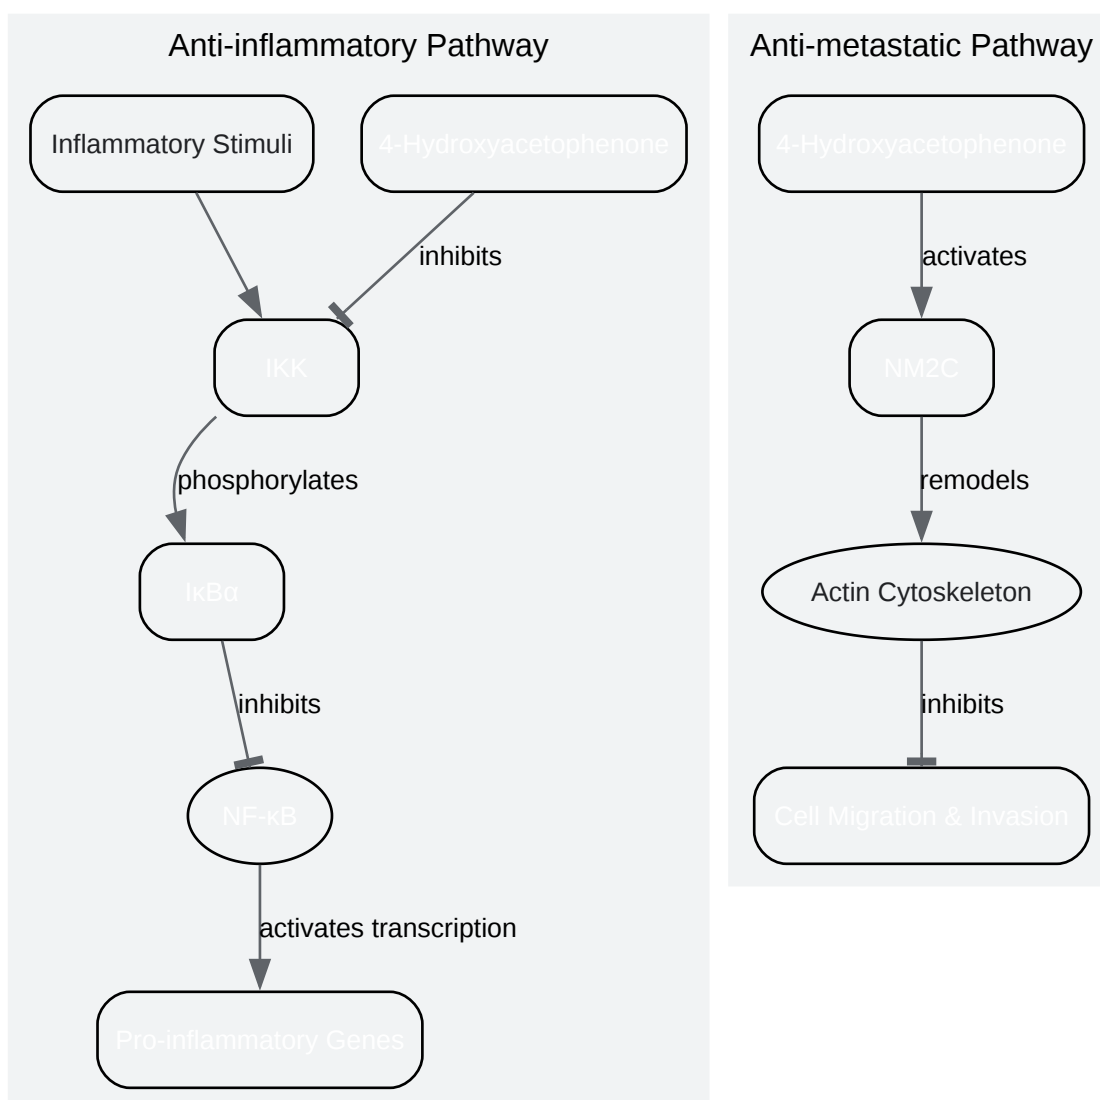 Anti-inflammatory Pathway
Inflammatory Stimuli
4-Hydroxyacetophenone
inhibits
IKK
phosphorylates
IκBα
inhibits
NF-κB
activates transcription
Pro-inflammatory Genes
Anti-metastatic Pathway
4-Hydroxyacetophenone
activates
NM2C
remodels
Actin Cytoskeleton
inhibits
Cell Migration & Invasion